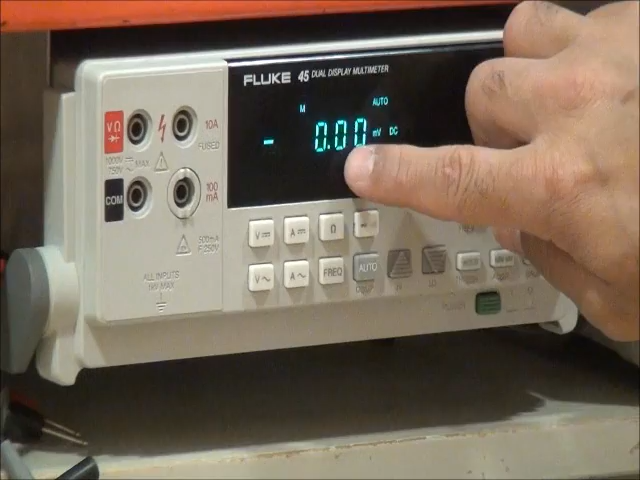 FLUKE 45 DUAL DISPLAY MULTIMETER
M AUTO
- 0.00 mV DC
VΩ 10A
FUSED
1000V
750V MAX.
COM 100
mA
500mA
F 250V
ALL INPUTS
MAX
V A Ω
V A FREQ AUTO